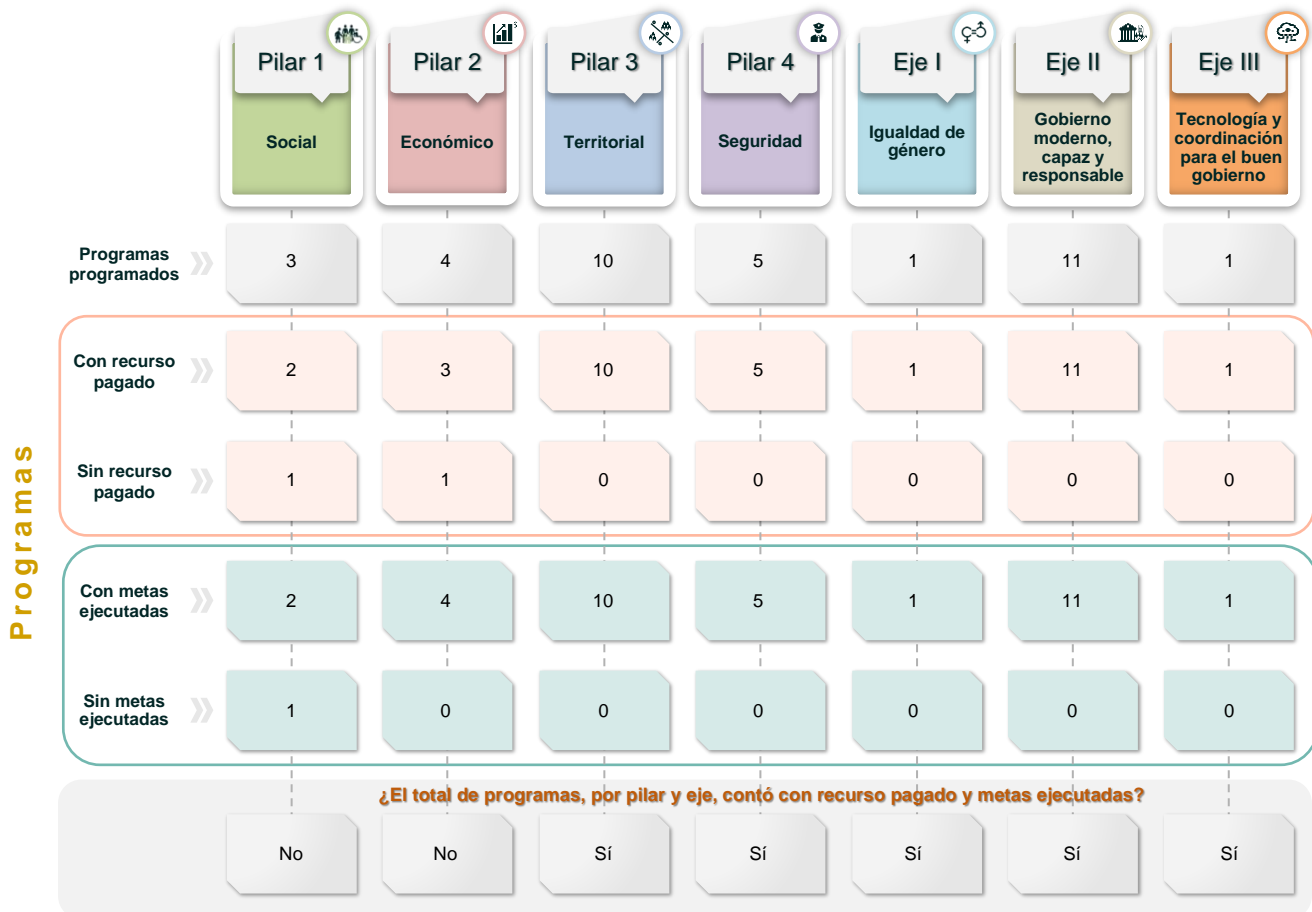 Pilar 1
Pilar 2
Pilar 3
Pilar 4
Eje I
Eje II
Eje III
Social
Económico
Territorial
Seguridad
Igualdad de
género
Gobierno
moderno,
capaz y
responsable
Tecnología y
coordinación
para el buen
gobierno
Programas
Programas
programados
3
4
10
5
1
11
1
Con recurso
pagado
2
3
10
5
1
11
1
Sin recurso
pagado
1
1
0
0
0
0
0
Con metas
ejecutadas
2
4
10
5
1
11
1
Sin metas
ejecutadas
1
0
0
0
0
0
0
¿El total de programas, por pilar y eje, contó con recurso pagado y metas ejecutadas?
No
No
Sí
Sí
Sí
Sí
Sí